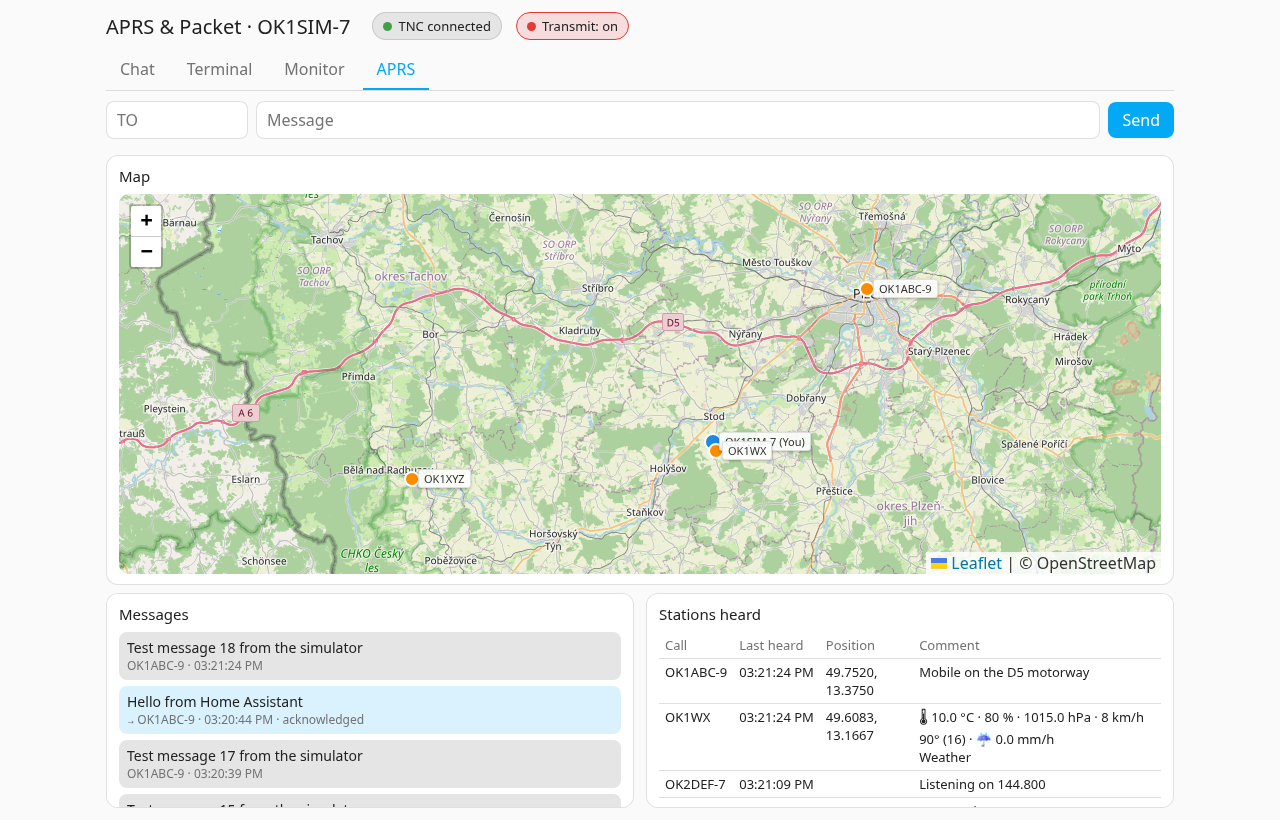 APRS & Packet · OK1SIM-7
TNC connected
Transmit: on
Chat
Terminal
Monitor
APRS
TO
Message
Send
Map
+
−
les
Bärnau
Tachov
SO ORP
Tachov
okres Tachov
Černošín
SO ORP
Stříbro
Stříbro
Město Touškov
SO ORP
Nýřany
Třemošná
SO ORP
Rokycany
Mýto
přírodní
park Trhoň
OK1ABC-9
Rokycany
Hrádek
Mirošov
Bor
Kladruby
D5
Nýřany
Starý Plzenec
Přimda
Dobřany
Pleystein
A 6
Stod
OK1SIM-7 (You)
OK1WX
Spálené Poříčí
Bělá nad Radbuzou
OK1XYZ
Holýšov
Eslarn
Přeštice
Blovice
Staňkov
okres Plzeň-
jih
Horšovský
Týn
Schönsee
CHKO Český
les
Poběžovice
Leaflet | © OpenStreetMap
Messages
Test message 18 from the simulator
OK1ABC-9 · 03:21:24 PM
Hello from Home Assistant
→ OK1ABC-9 · 03:20:44 PM · acknowledged
Test message 17 from the simulator
OK1ABC-9 · 03:20:39 PM
Stations heard
Call Last heard Position Comment
OK1ABC-9 03:21:24 PM 49.7520, 13.3750 Mobile on the D5 motorway
OK1WX 03:21:24 PM 49.6083, 13.1667 🌡 10.0 °C · 80 % · 1015.0 hPa · 8 km/h
90° (16) · ☔ 0.0 mm/h
Weather
OK2DEF-7 03:21:09 PM Listening on 144.800